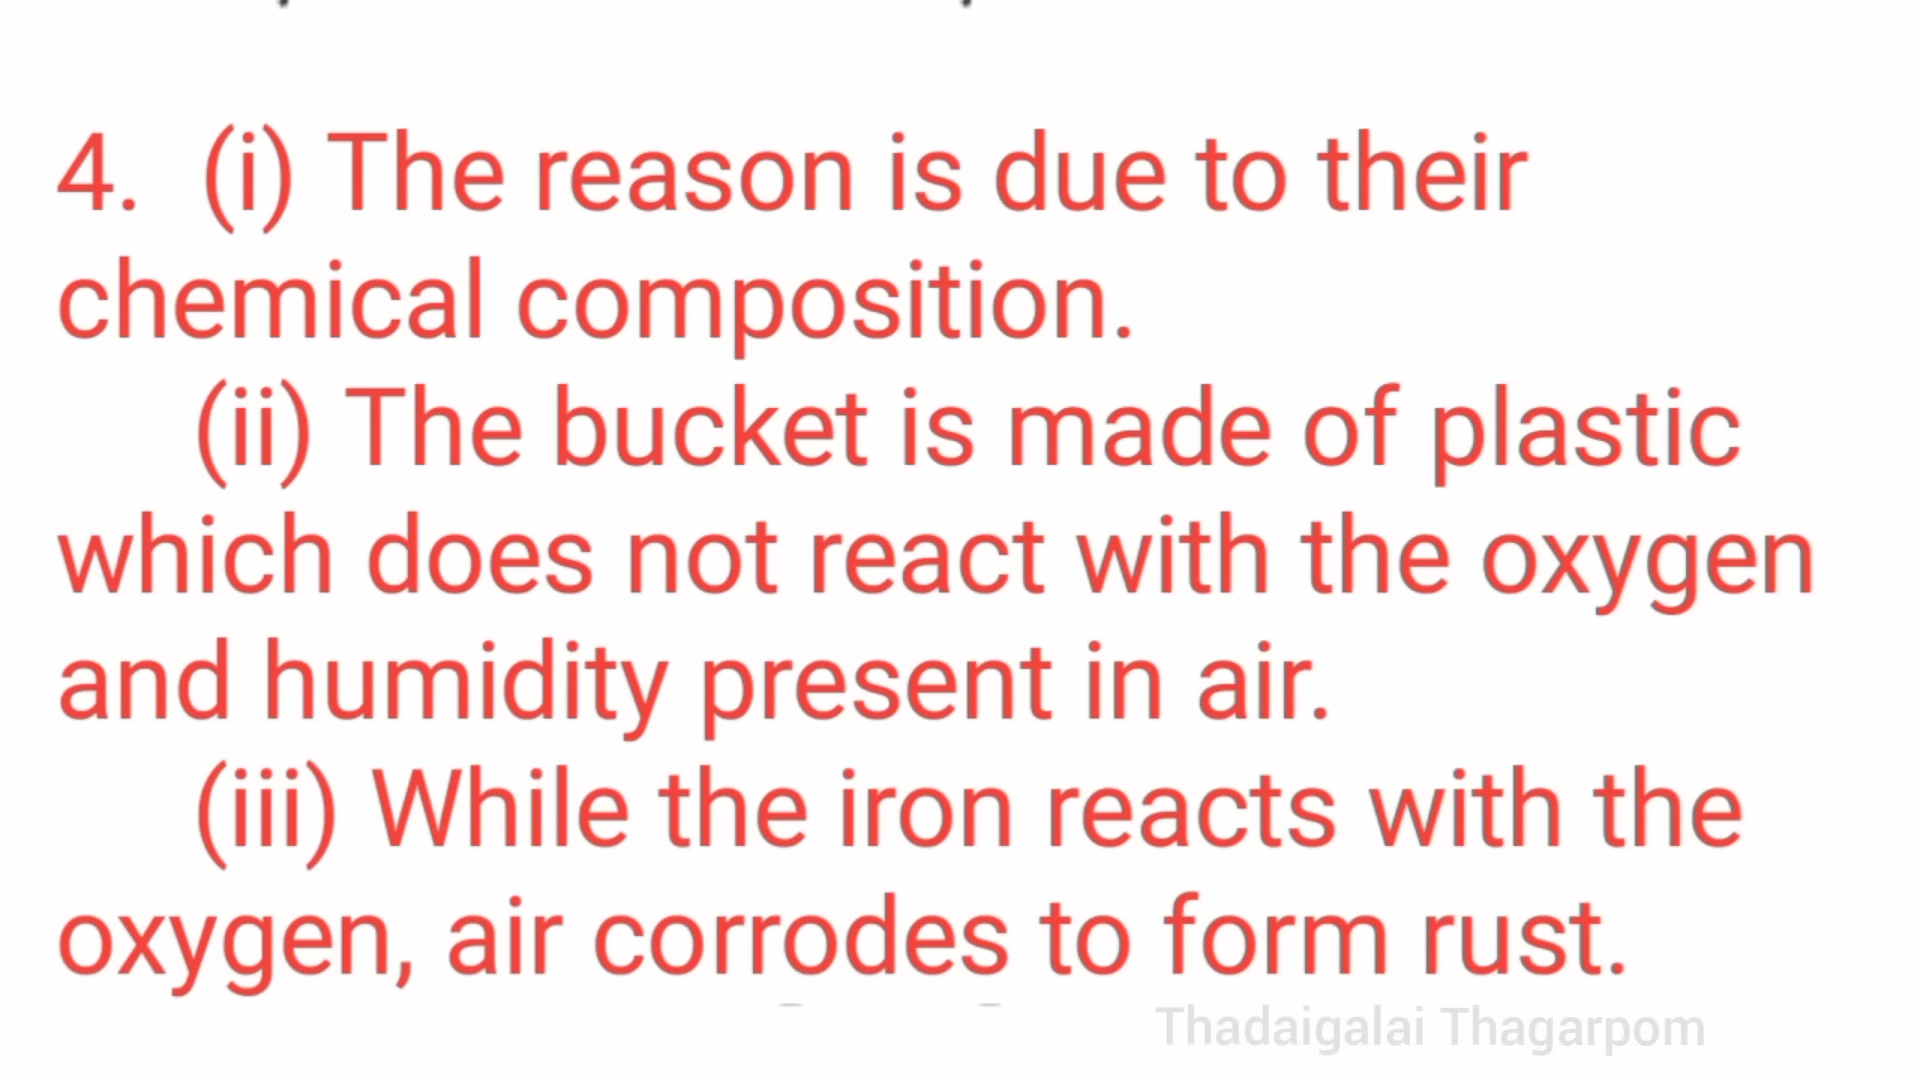 4. (i) The reason is due to their
chemical composition.
(ii) The bucket is made of plastic
which does not react with the oxygen
and humidity present in air.
(iii) While the iron reacts with the
oxygen, air corrodes to form rust.
Thadaigalai Thagarpom